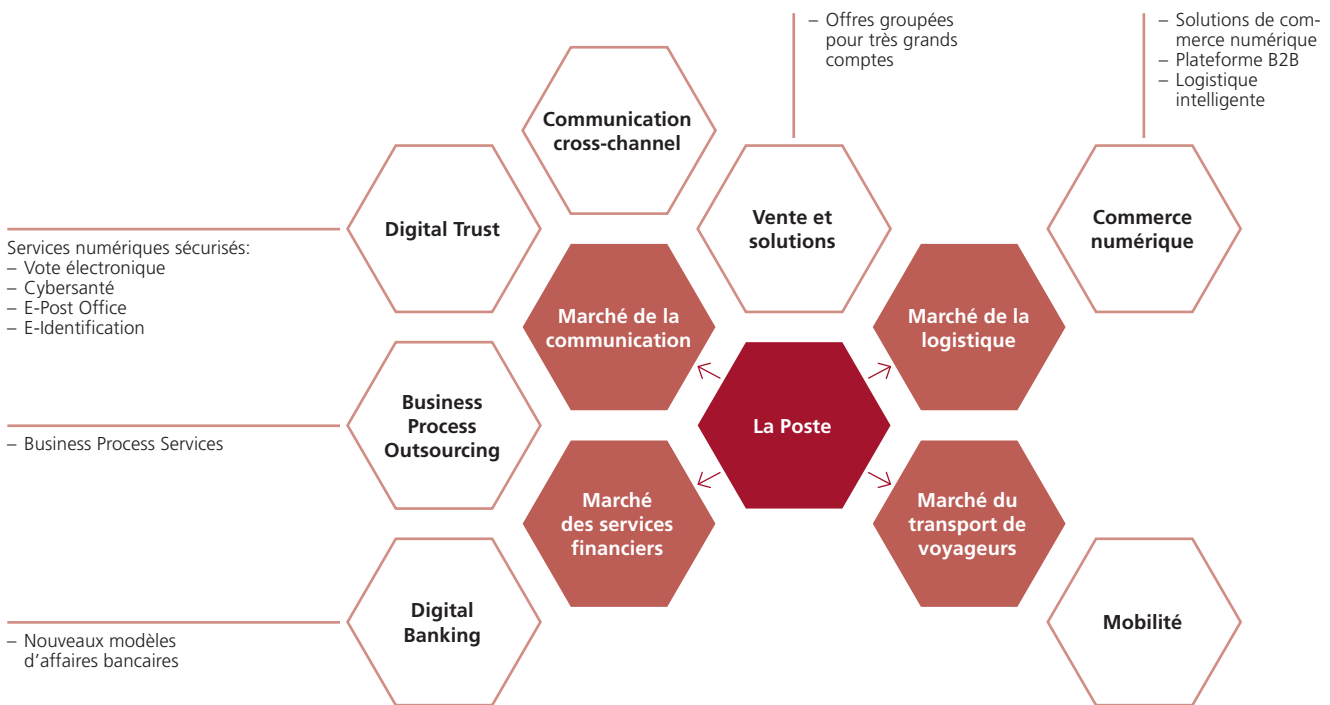 – Offres groupées
pour très grands
comptes
– Solutions de com-
merce numérique
– Plateforme B2B
– Logistique
intelligente
Communication
cross-channel
Digital Trust
Vente et
solutions
Commerce
numérique
Services numériques sécurisés:
– Vote électronique
– Cybersanté
– E-Post Office
– E-Identification
Marché de la
communication
Marché de la
logistique
Business
Process
Outsourcing
La Poste
– Business Process Services
Marché
des services
financiers
Marché du
transport de
voyageurs
Digital
Banking
Mobilité
– Nouveaux modèles
d’affaires bancaires